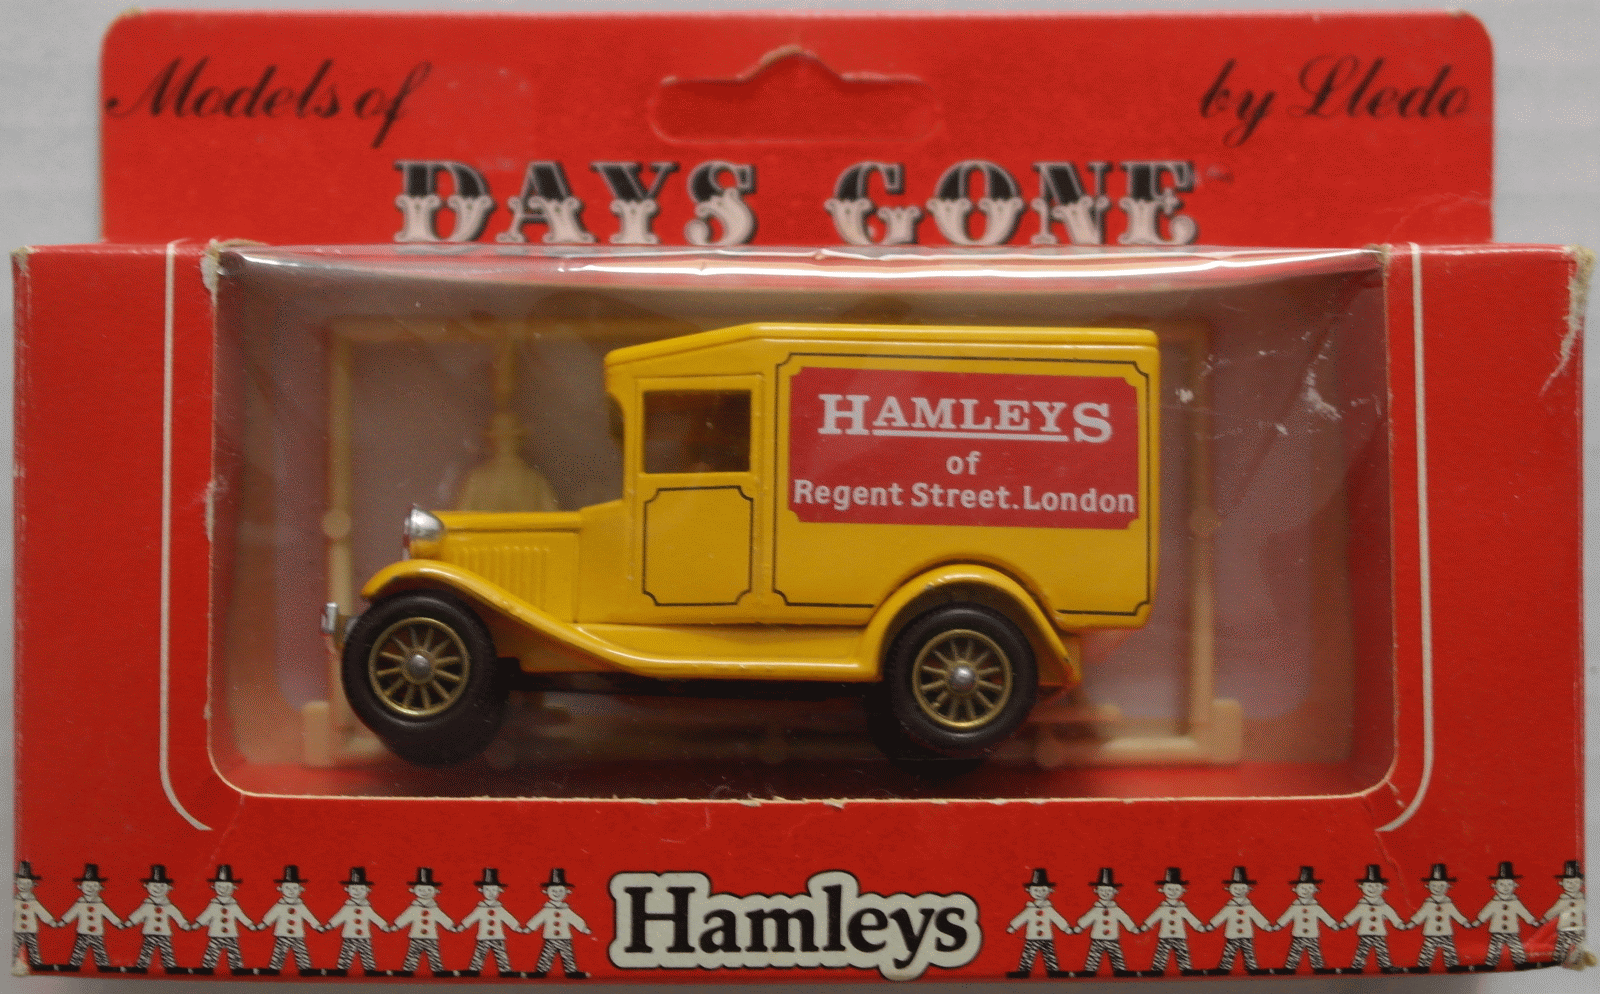 Models of
by Lledo
DAYS GONE
HAMLEYS
of
Regent Street.London
Hamleys